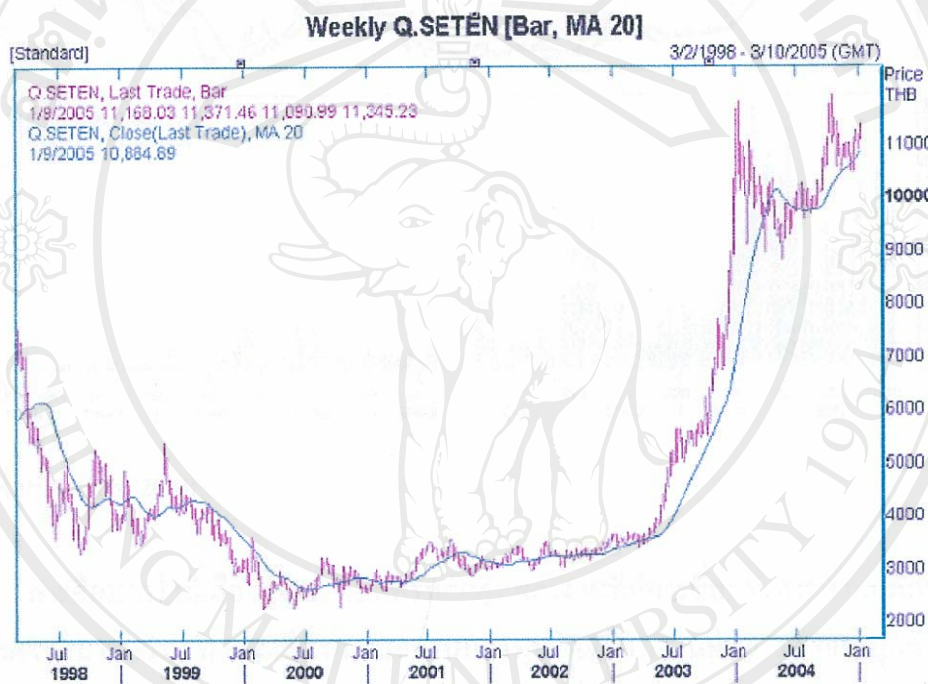 Weekly Q.SETEN [Bar, MA 20]
[Standard] 3/2/1998 - 3/10/2005 (GMT)
Price
THB
Q.SETEN, Last Trade, Bar
1/9/2005 11,168.03 11,371.46 11,090.99 11,345.23
Q.SETEN, Close(Last Trade), MA 20
1/9/2005 10,884.89
11000
10000
9000
8000
7000
6000
5000
4000
3000
2000
Jul Jan Jul Jan Jul Jan Jul Jan Jul Jan Jul Jan Jul Jan
1998 1999 2000 2001 2002 2003 2004
UNIVERSITY 1964